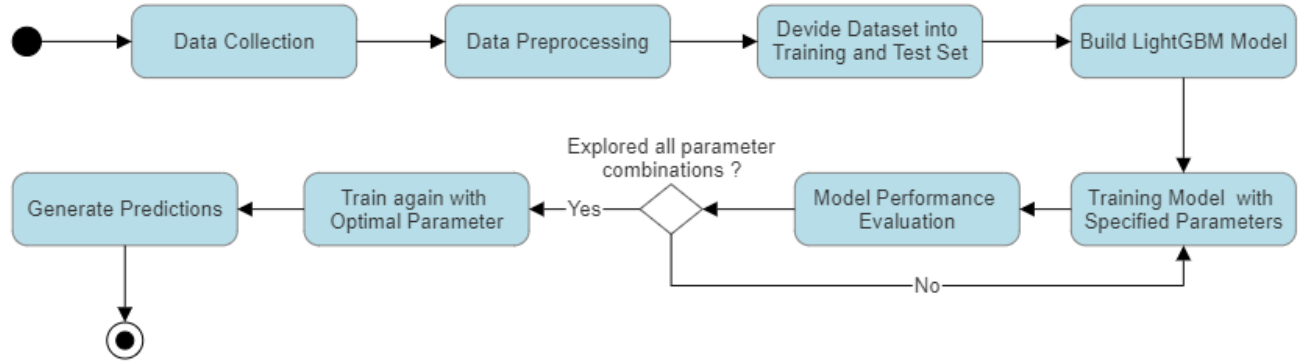 Data Collection
Data Preprocessing
Devide Dataset into
Training and Test Set
Build LightGBM Model
Explored all parameter
combinations ?
Generate Predictions
Train again with
Optimal Parameter
Yes
Model Performance
Evaluation
Training Model with
Specified Parameters
No